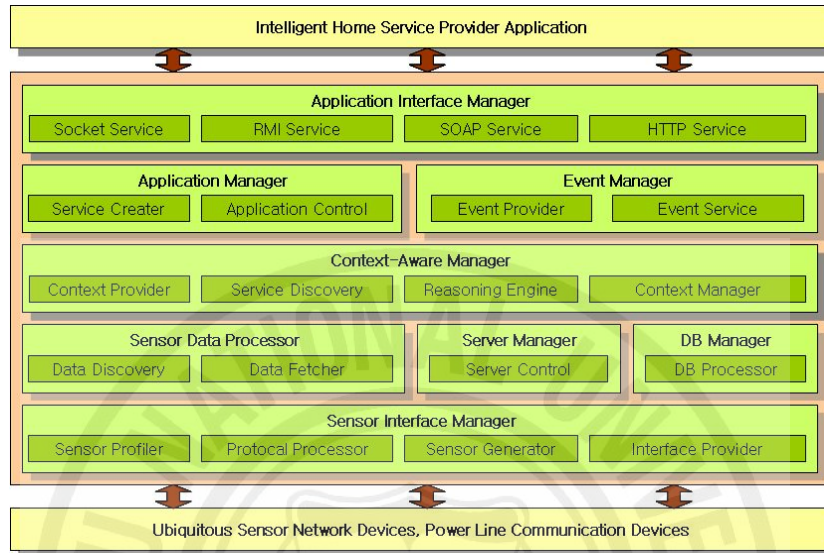 Intelligent Home Service Provider Application
Application Interface Manager
Socket Service RMI Service SOAP Service HTTP Service
Application Manager Event Manager
Service Creater Application Control Event Provider Event Service
Context-Aware Manager
Context Provider Service Discovery Reasoning Engine Context Manager
Sensor Data Processor Server Manager DB Manager
Data Discovery Data Fetcher Server Control DB Processor
Sensor Interface Manager
Sensor Profiler Protocal Processor Sensor Generator Interface Provider
Ubiquitous Sensor Network Devices, Power Line Communication Devices